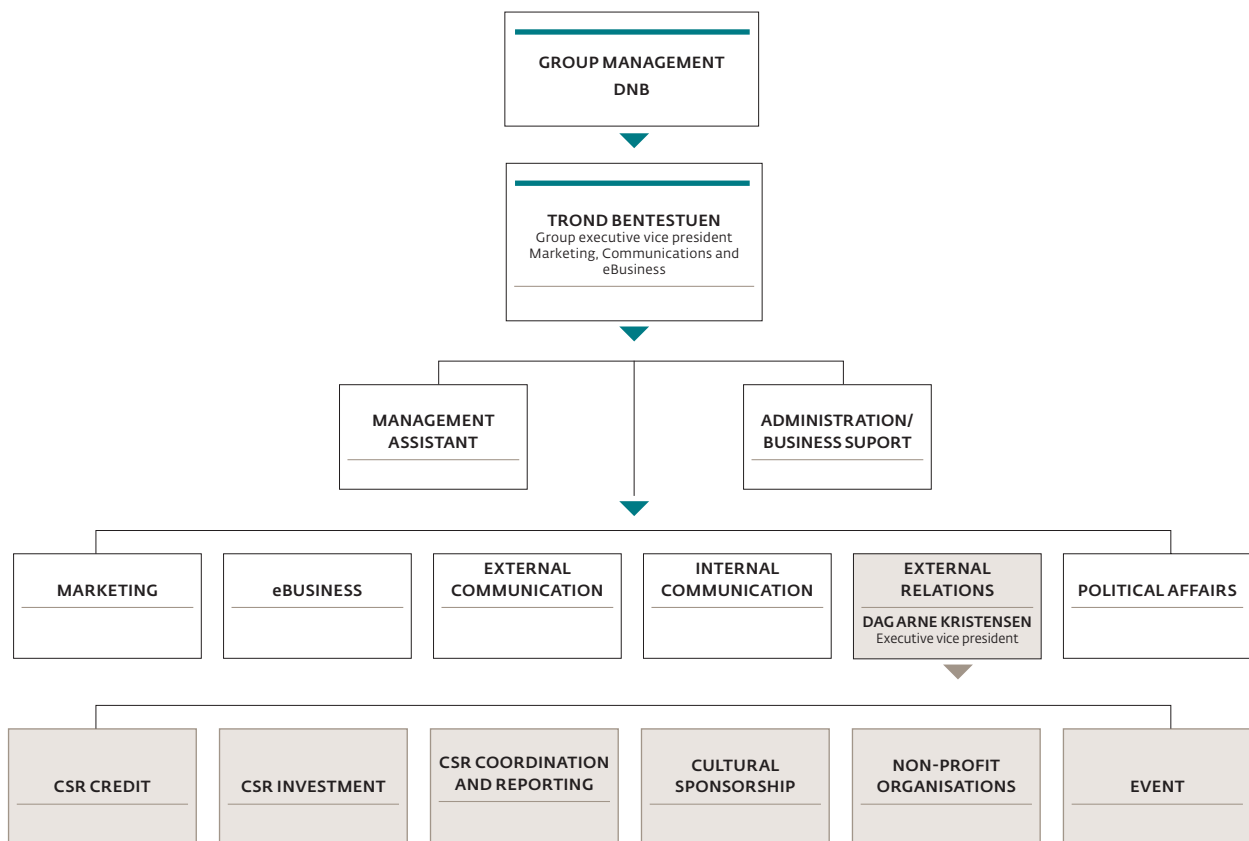 GROUP MANAGEMENT
DNB
TROND BENTESTUEN
Group executive vice president
Marketing, Communications and
eBusiness
MANAGEMENT
ASSISTANT
ADMINISTRATION/
BUSINESS SUPORT
MARKETING
eBUSINESS
EXTERNAL
COMMUNICATION
INTERNAL
COMMUNICATION
EXTERNAL
RELATIONS
DAG ARNE KRISTENSEN
Executive vice president
POLITICAL AFFAIRS
CSR CREDIT
CSR INVESTMENT
CSR COORDINATION
AND REPORTING
CULTURAL
SPONSORSHIP
NON-PROFIT
ORGANISATIONS
EVENT